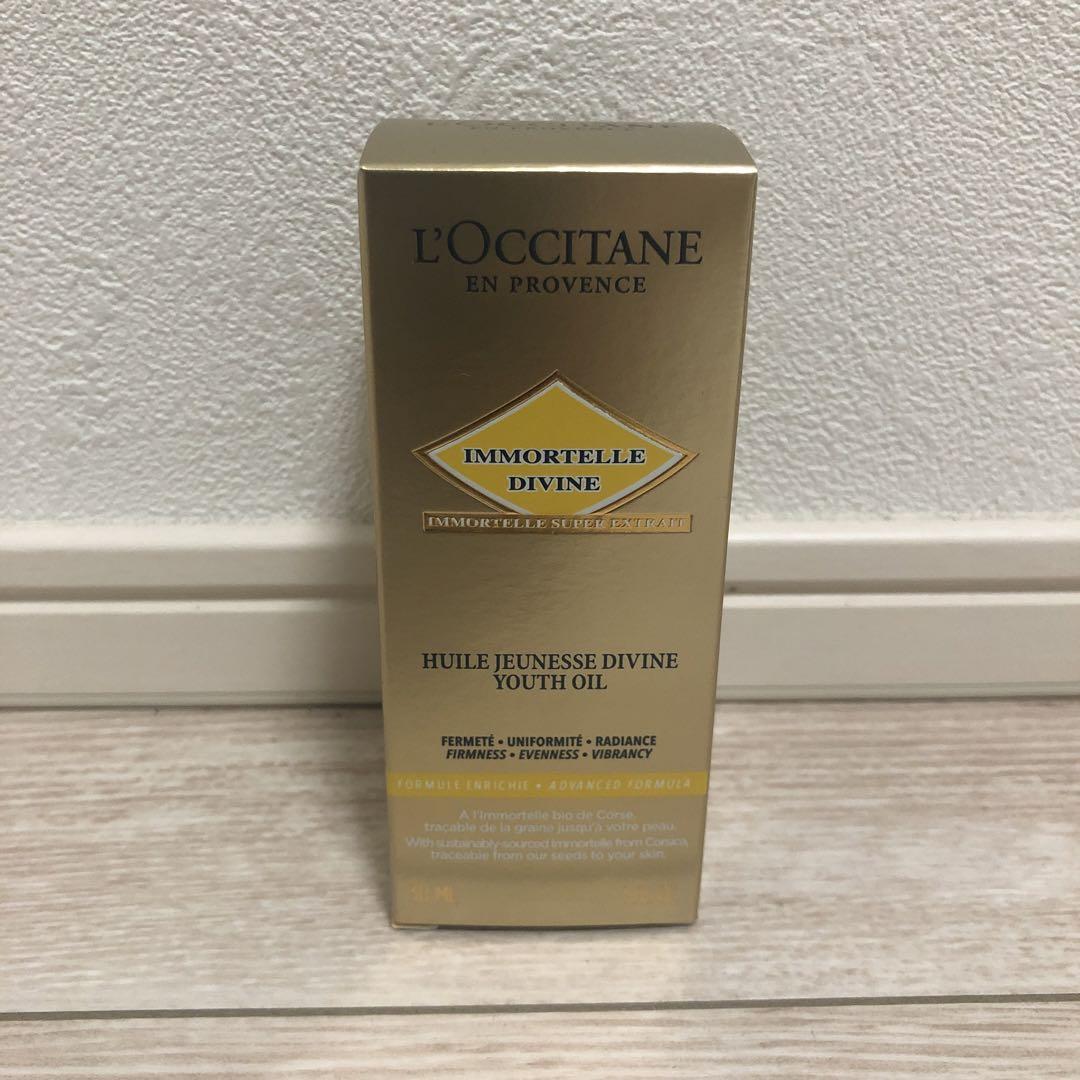 L'OCCITANE
EN PROVENCE
IMMORTELLE
DIVINE
IMMORTELLE SUPER EXTRAIT
HUILE JEUNESSE DIVINE
YOUTH OIL
FERMETÉ • UNIFORMITÉ • RADIANCE
FIRMNESS • EVENNESS • VIBRANCY
FORMULE ENRICHIE • ADVANCED FORMULA
A l'Immortelle bio de Corse,
traçable de la graine jusqu'à votre peau.
With sustainably-sourced Immortelle from Corsica,
traceable from our seeds to your skin.